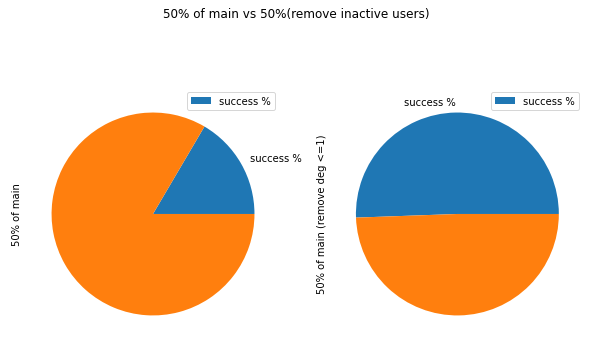 50% of main vs 50%(remove inactive users)
success %
success %
50% of main
success %
success %
50% of main (remove deg <=1)